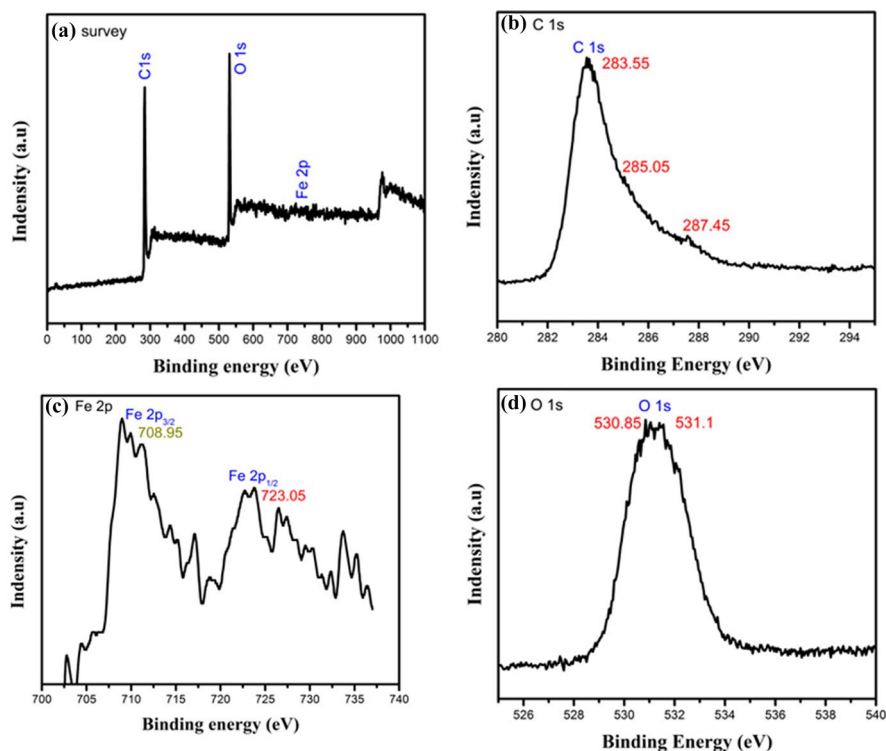 (a) survey
C1s
O 1s
Fe 2p
Indensity (a.u)
0 50 100 200 300 400 500 600 700 800 900 1000 1100
Binding energy (eV)
(b) C 1s
C 1s
283.55
285.05
287.45
Indensity (a.u)
280 282 284 286 288 290 292 294
Binding Energy (eV)
(c) Fe 2p
Fe 2p3/2
708.95
Fe 2p1/2
723.05
Indensity (a.u)
700 705 710 715 720 725 730 735 740
Binding energy (eV)
(d) O 1s
O 1s
530.85 531.1
Indensity (a.u)
526 528 530 532 534 536 538 540
Binding Energy (eV)